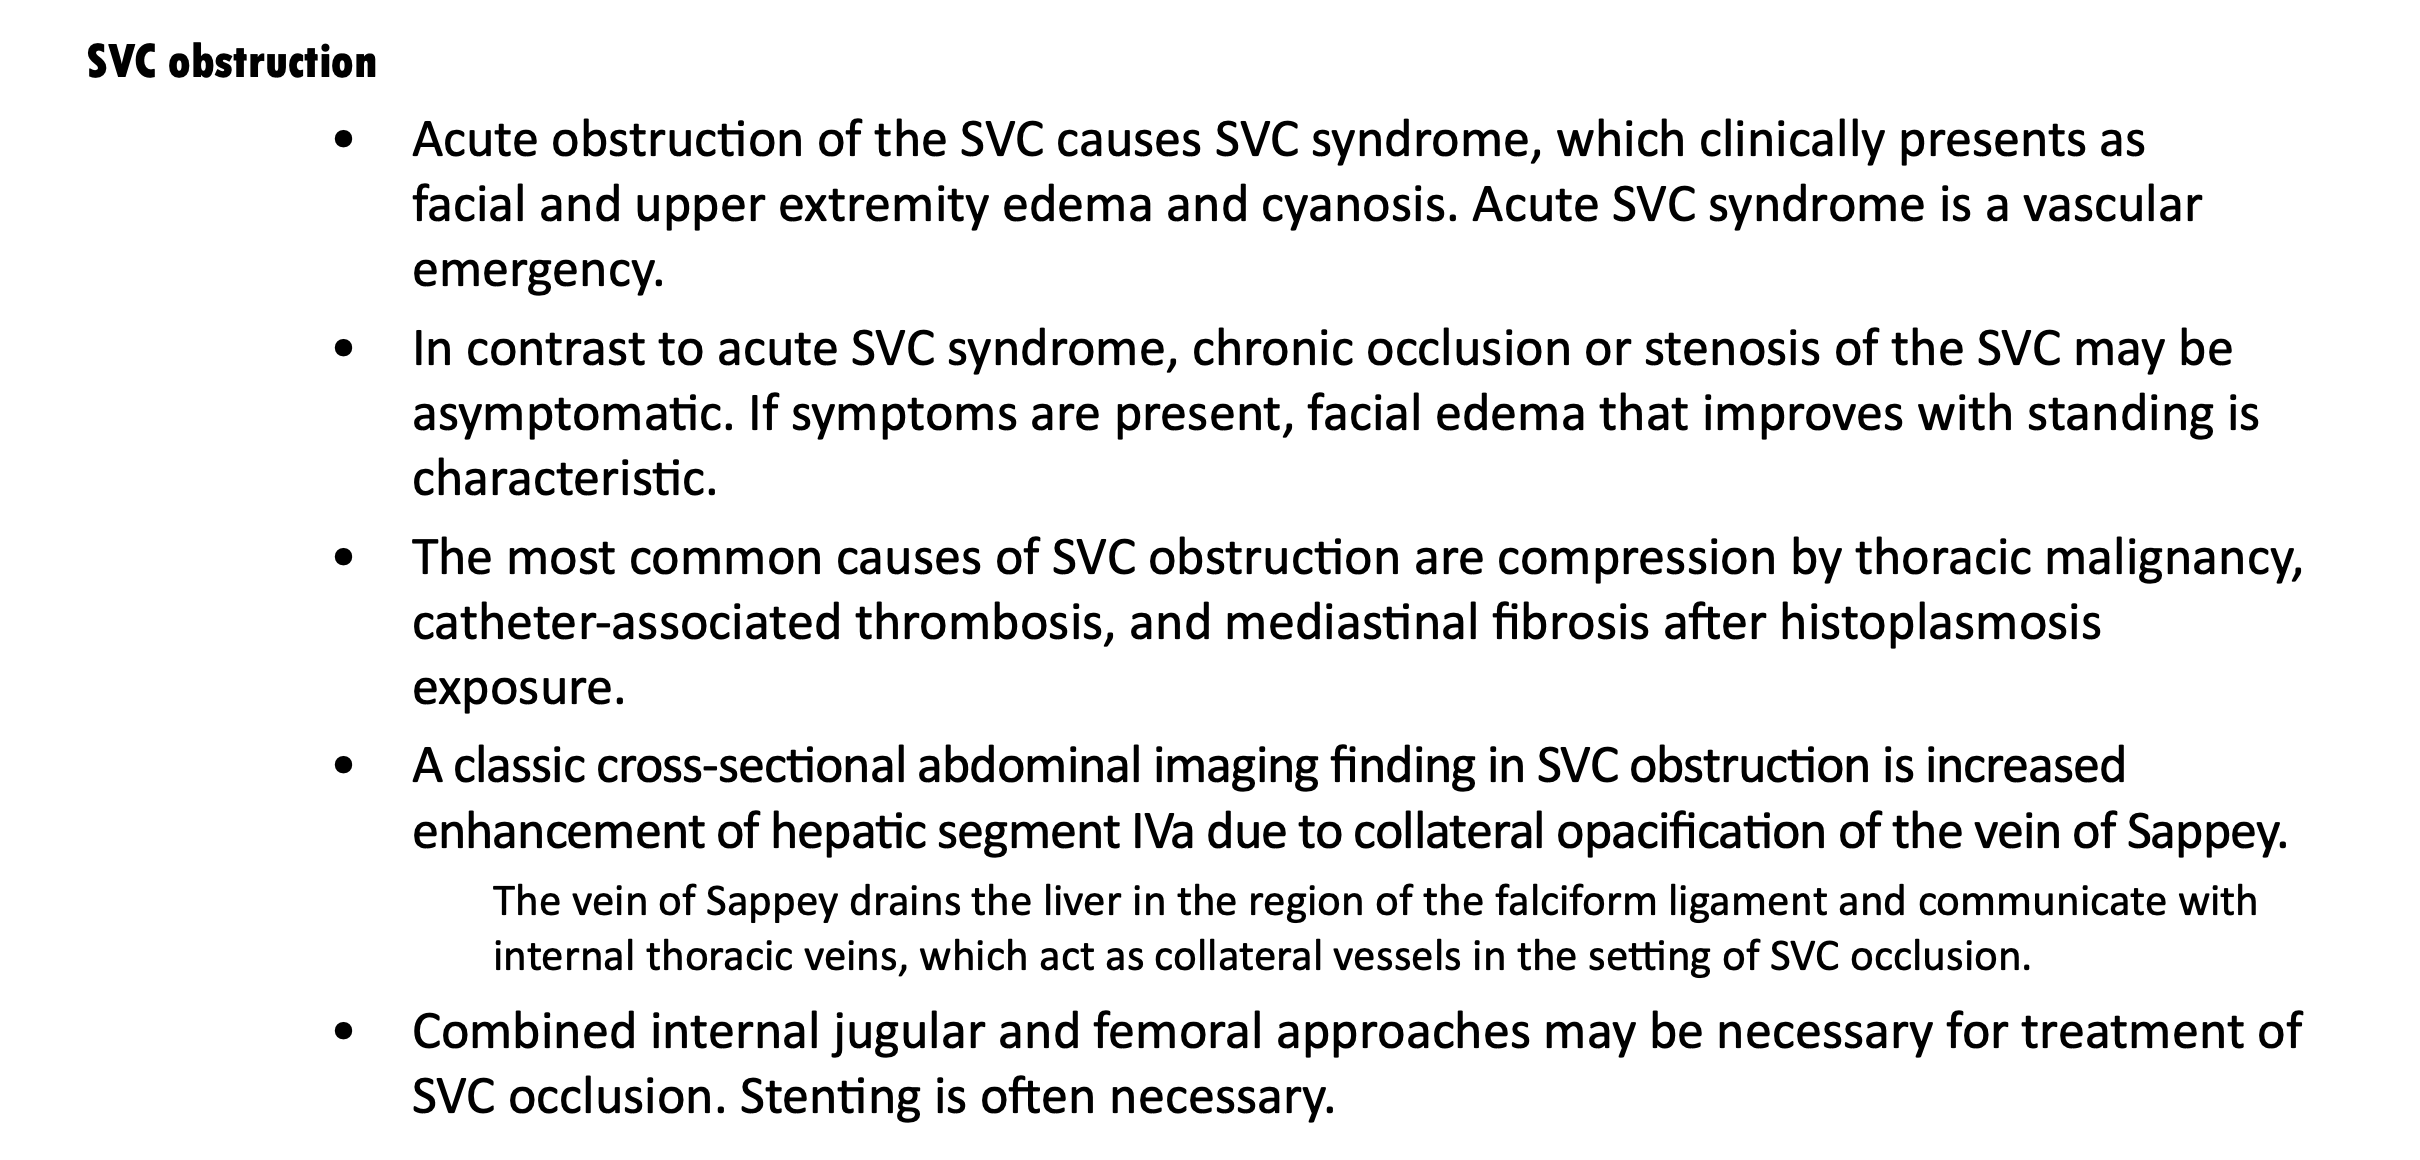 SVC obstruction
• Acute obstruction of the SVC causes SVC syndrome, which clinically presents as
facial and upper extremity edema and cyanosis. Acute SVC syndrome is a vascular
emergency.
• In contrast to acute SVC syndrome, chronic occlusion or stenosis of the SVC may be
asymptomatic. If symptoms are present, facial edema that improves with standing is
characteristic.
• The most common causes of SVC obstruction are compression by thoracic malignancy,
catheter-associated thrombosis, and mediastinal fibrosis after histoplasmosis
exposure.
• A classic cross-sectional abdominal imaging finding in SVC obstruction is increased
enhancement of hepatic segment IVa due to collateral opacification of the vein of Sappey.
The vein of Sappey drains the liver in the region of the falciform ligament and communicate with
internal thoracic veins, which act as collateral vessels in the setting of SVC occlusion.
• Combined internal jugular and femoral approaches may be necessary for treatment of
SVC occlusion. Stenting is often necessary.